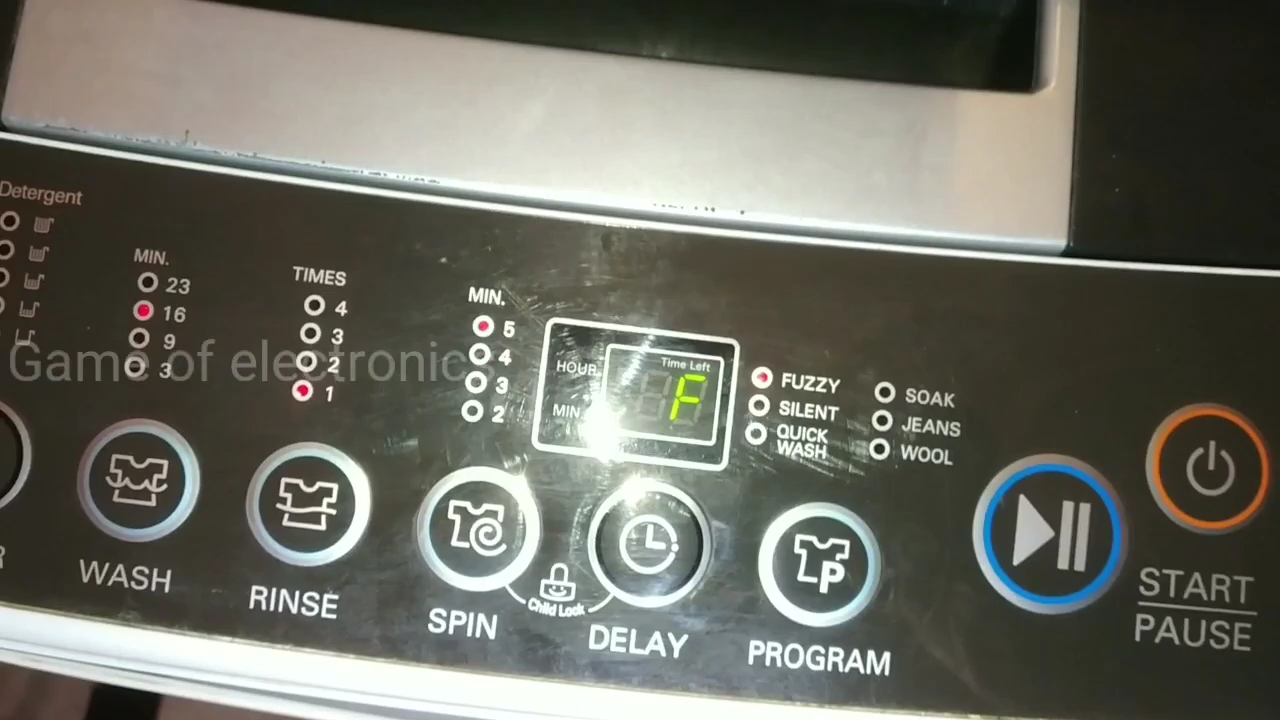 Detergent
MIN.
23
16
9
3
TIMES
4
3
2
1
MIN.
5
4
3
2
HOUR
MIN
Time Left
F
FUZZY
SILENT
QUICK
WASH
SOAK
JEANS
WOOL
Game of electronics
R
WASH
RINSE
SPIN
Child Lock
DELAY
P
PROGRAM
START
PAUSE